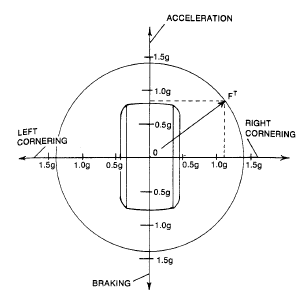 ACCELERATION
1.5g
1.0g
F^T
0.5g
LEFT
CORNERING
RIGHT
CORNERING
0
1.5g 1.0g 0.5g 0.5g 1.0g 1.5g
0.5g
1.0g
1.5g
BRAKING